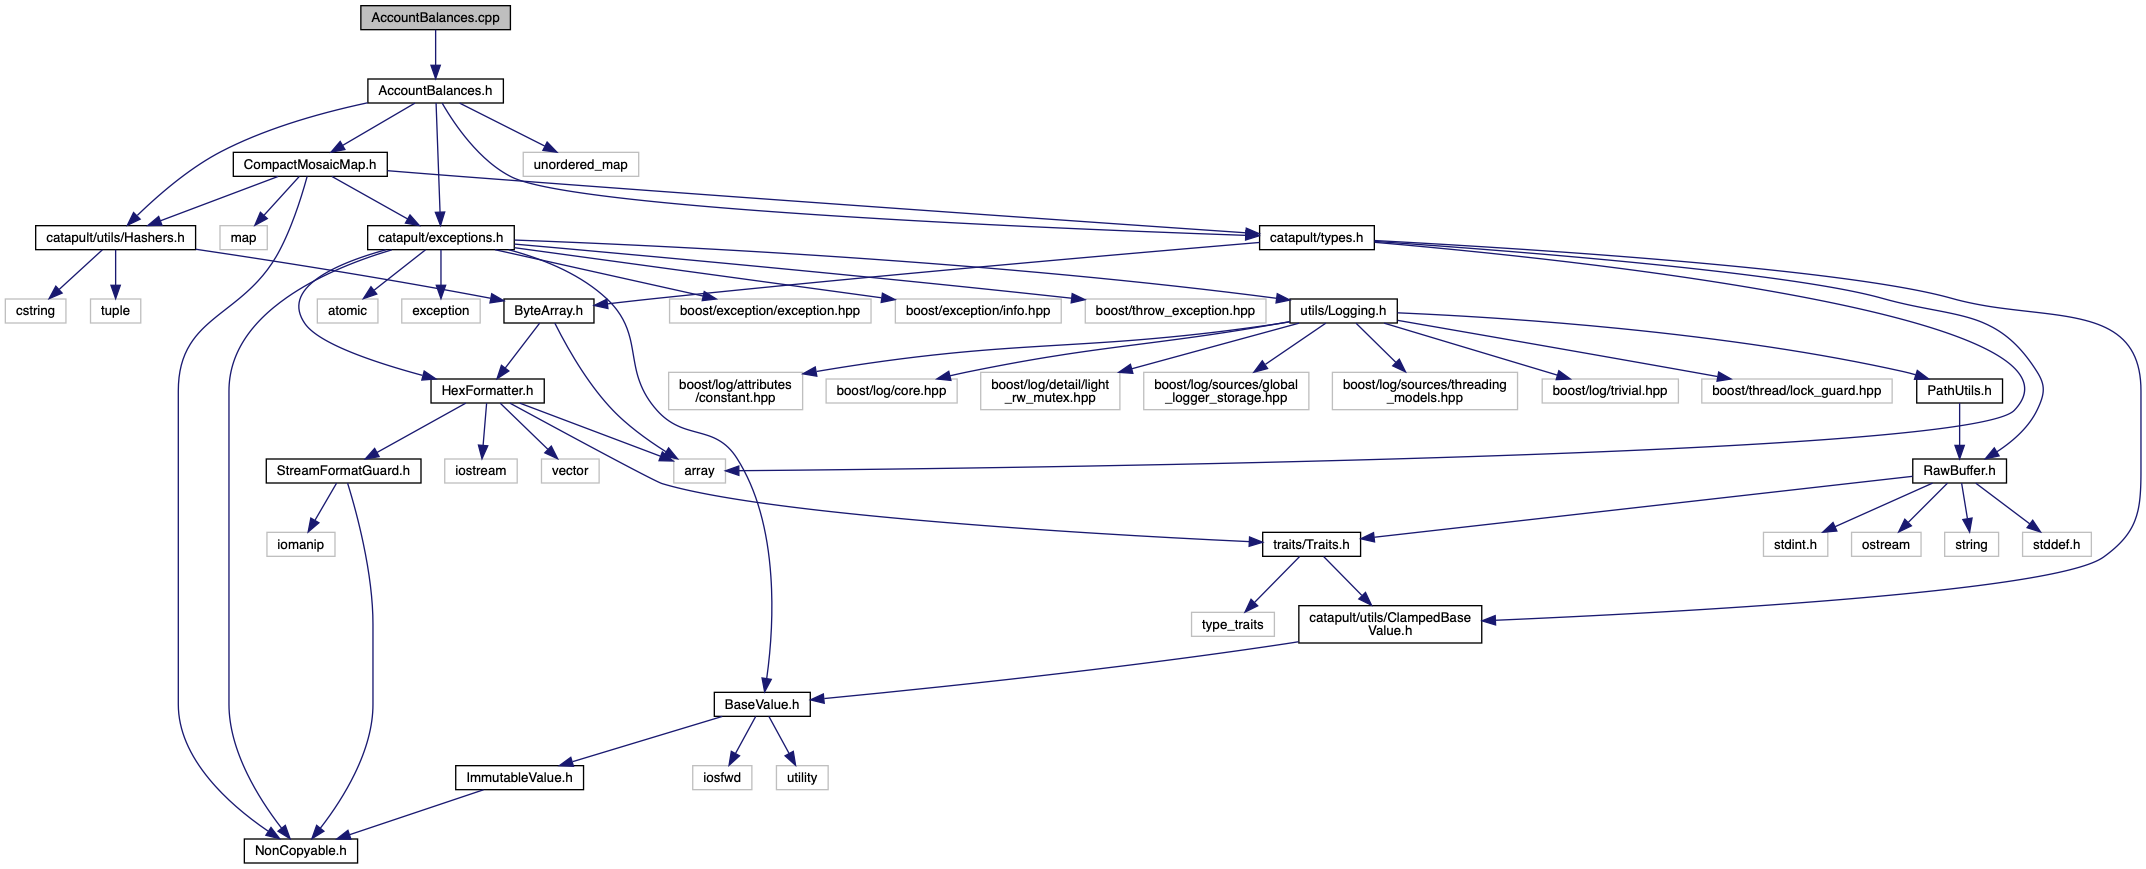 AccountBalances.cpp
AccountBalances.h
CompactMosaicMap.h
unordered_map
catapult/utils/Hashers.h
map
catapult/exceptions.h
catapult/types.h
cstring
tuple
atomic
exception
ByteArray.h
boost/exception/exception.hpp
boost/exception/info.hpp
boost/throw_exception.hpp
utils/Logging.h
HexFormatter.h
boost/log/attributes
/constant.hpp
boost/log/core.hpp
boost/log/detail/light
_rw_mutex.hpp
boost/log/sources/global
_logger_storage.hpp
boost/log/sources/threading
_models.hpp
boost/log/trivial.hpp
boost/thread/lock_guard.hpp
PathUtils.h
StreamFormatGuard.h
iostream
vector
array
RawBuffer.h
iomanip
traits/Traits.h
stdint.h
ostream
string
stddef.h
type_traits
catapult/utils/ClampedBase
Value.h
BaseValue.h
ImmutableValue.h
iosfwd
utility
NonCopyable.h